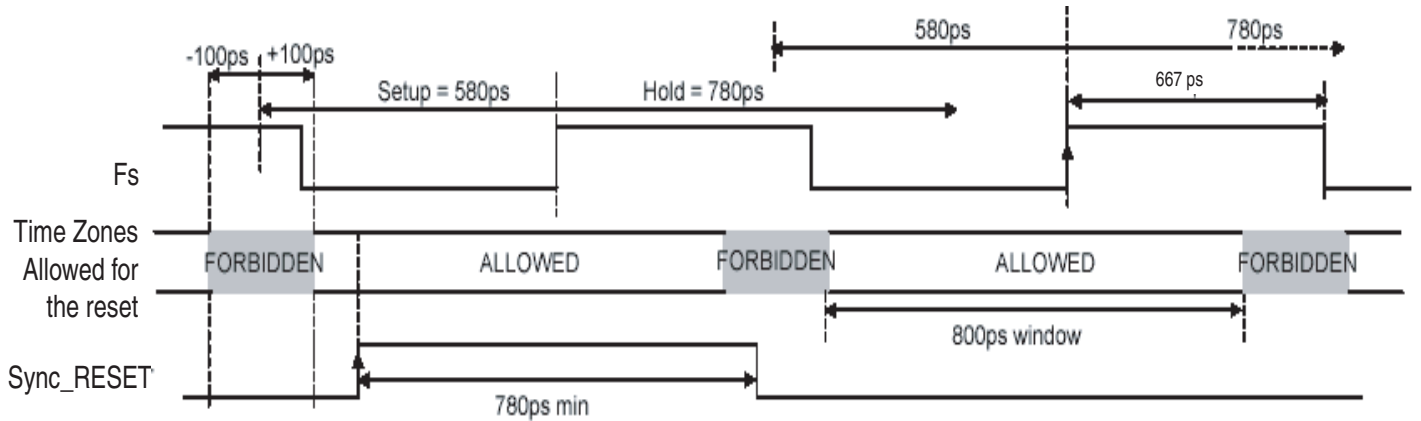 580ps 780ps
-100ps +100ps
Setup = 580ps Hold = 780ps 667 ps
Fs
Time Zones
Allowed for
the reset
FORBIDDEN ALLOWED FORBIDDEN ALLOWED FORBIDDEN
800ps window
Sync_RESET
780ps min